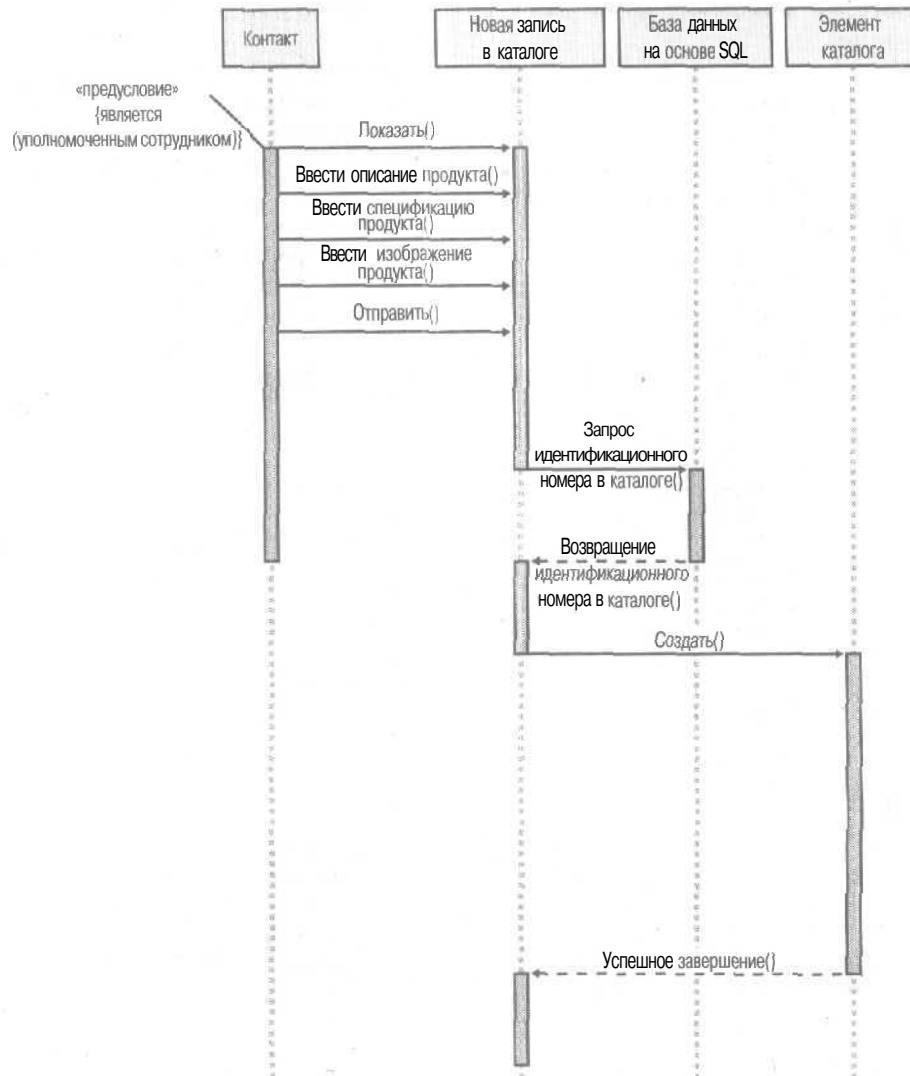 Контакт
Новая запись
в каталоге
База данных
на основе SQL
Элемент
каталога
«предусловие»
{является
(уполномоченным сотрудником)}
Показать()
Ввести описание продукта()
Ввести спецификацию
продукта()
Ввести изображение
продукта()
Отправить()
Запрос
идентификационного
номера в каталоге()
Возвращение
идентификационного
номера в каталоге()
Создать()
Успешное завершение()